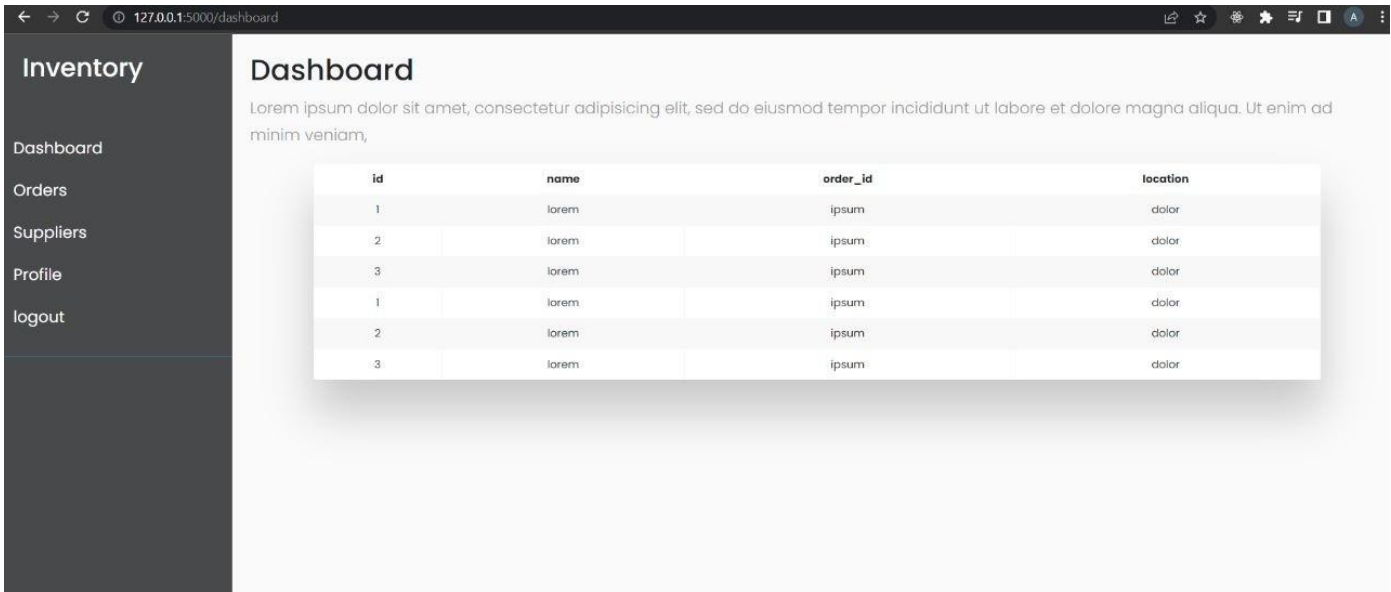 127.0.0.1:5000/dashboard
A
Inventory
Dashboard
Orders
Suppliers
Profile
logout
Dashboard
Lorem ipsum dolor sit amet, consectetur adipisicing elit, sed do eiusmod tempor incididunt ut labore et dolore magna aliqua. Ut enim ad
minim veniam,
id name order_id location
1 lorem ipsum dolor
2 lorem ipsum dolor
3 lorem ipsum dolor
1 lorem ipsum dolor
2 lorem ipsum dolor
3 lorem ipsum dolor